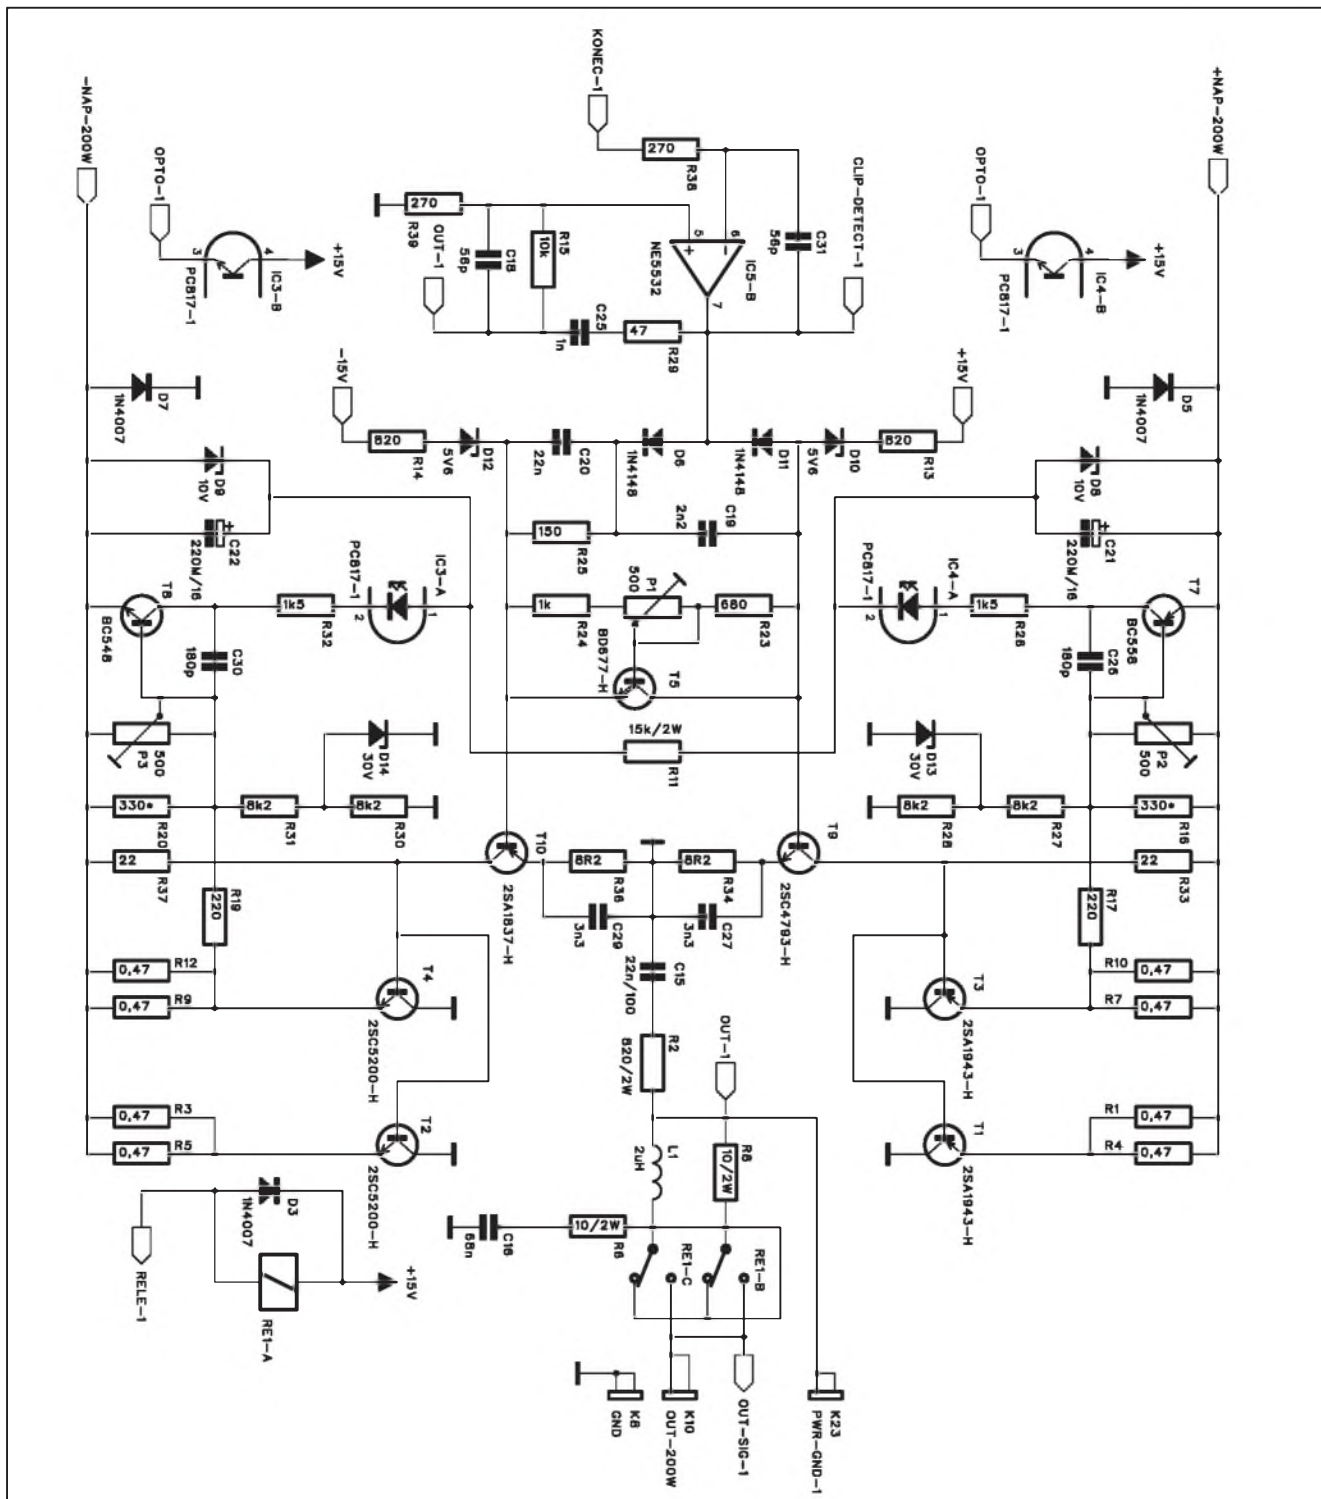 KONEC-1
-NAP-200W
OPTO-1
+15V
3
4
IC3-B
PC817-1
270
R38
270
R39
OUT-1
C18
56p
R15
10k
5
6
+
-
7
NE5532
IC5-B
C31
56p
CLIP-DETECT-1
C25
1n
47
R29
+NAP-200W
OPTO-1
+15V
3
4
IC4-B
PC817-1
D7
1N4007
D5
1N4007
-15V
820
R14
D12
5V6
C20
22n
D6
1N4148
D11
1N4148
D10
5V6
820
R13
+15V
D9
10V
+
C22
220M/16
D8
10V
+
C21
220M/16
150
R25
C19
2n2
T8
BC548
1k5
R32
PC817-1
IC3-A
2
1
1k
R24
500
P1
680
R23
PC817-1
IC4-A
2
1
1k5
R26
T7
BC558
C30
180p
C26
180p
BD677-H
T5
15k/2W
R11
P3
500
D14
30V
D13
30V
P2
500
330*
R20
8k2
R31
8k2
R30
8k2
R28
8k2
R27
330*
R16
22
R37
T10
2SA1837-H
8R2
R36
8R2
R34
T9
2SC4793-H
22
R33
C29
3n3
C27
3n3
R19
220
R17
220
C15
22n/100
0,47
R12
0,47
R9
T4
2SC5200-H
T3
2SA1943-H
R10
0,47
R7
0,47
R2
820/2W
OUT-1
0,47
R3
0,47
R5
T2
2SC5200-H
T1
2SA1943-H
R1
0,47
R4
0,47
L1
2uH
R8
10/2W
D3
1N4007
C16
68n
10/2W
R6
RE1-C
RE1-B
RELE-1
RE1-A
+15V
K8
GND
K10
OUT-200W
OUT-SIG-1
K23
PWR-GND-1